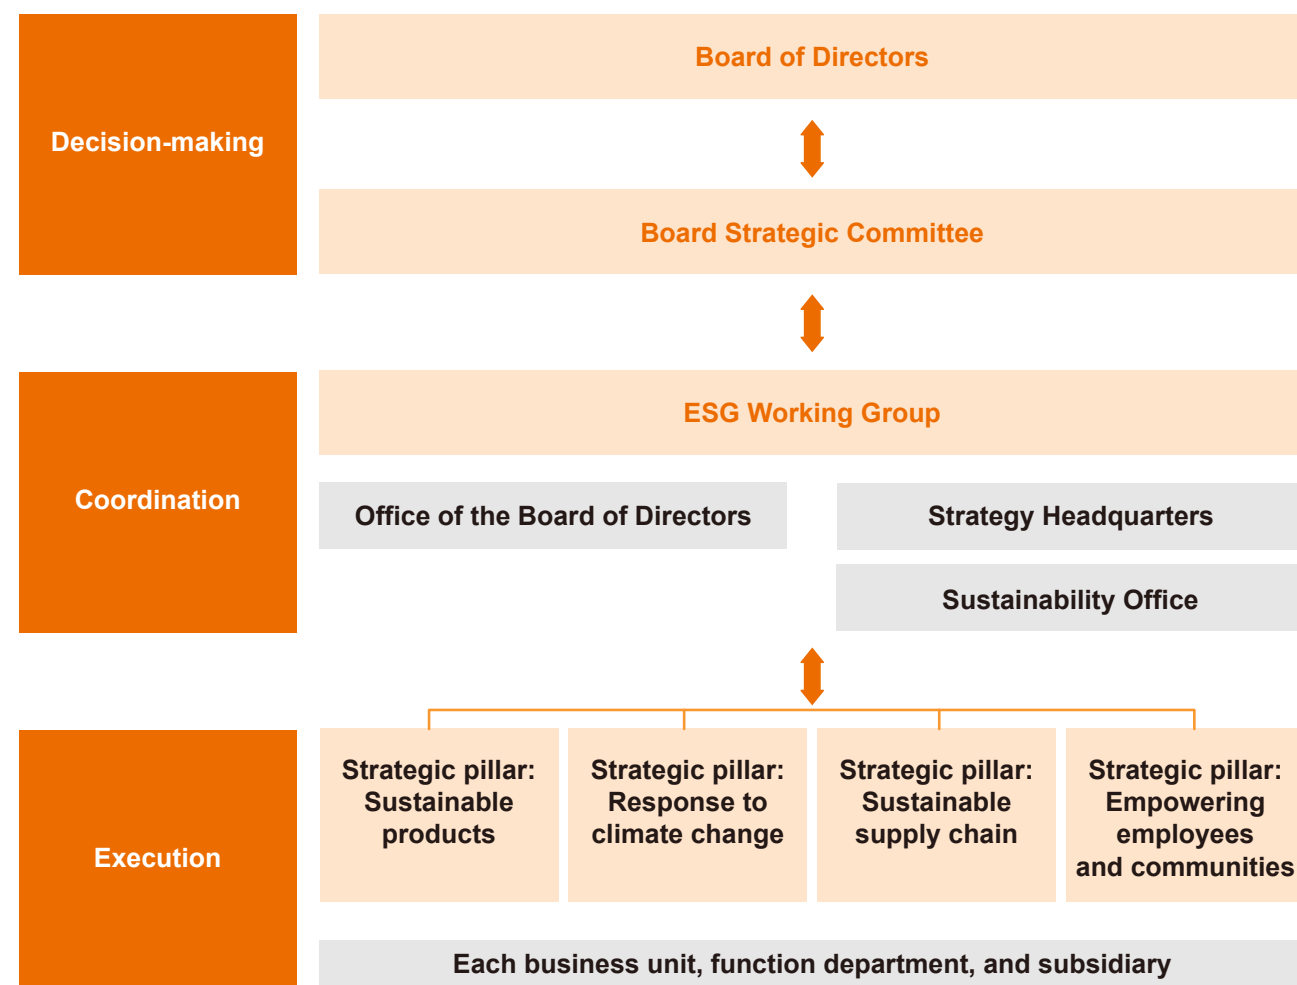 Decision-making
Board of Directors
Board Strategic Committee
Coordination
ESG Working Group
Office of the Board of Directors
Strategy Headquarters
Sustainability Office
Execution
Strategic pillar:
Sustainable
products
Strategic pillar:
Response to
climate change
Strategic pillar:
Sustainable
supply chain
Strategic pillar:
Empowering
employees
and communities
Each business unit, function department, and subsidiary